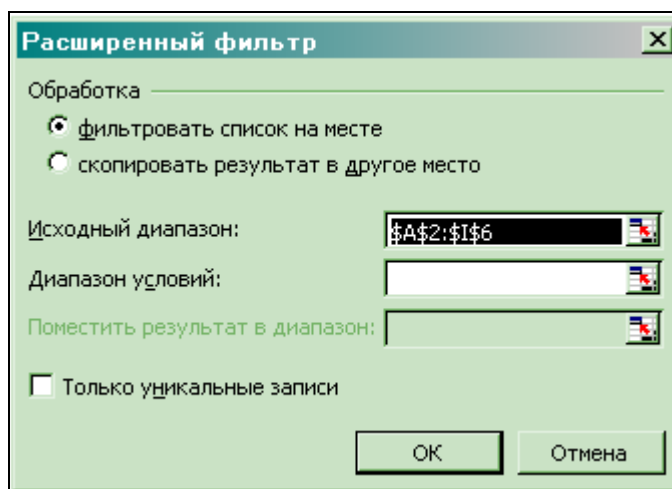 Расширенный фильтр
Обработка
фильтровать список на месте
скопировать результат в другое место
Исходный диапазон: $A$2:$I$6
Диапазон условий:
Поместить результат в диапазон:
Только уникальные записи
ОК Отмена